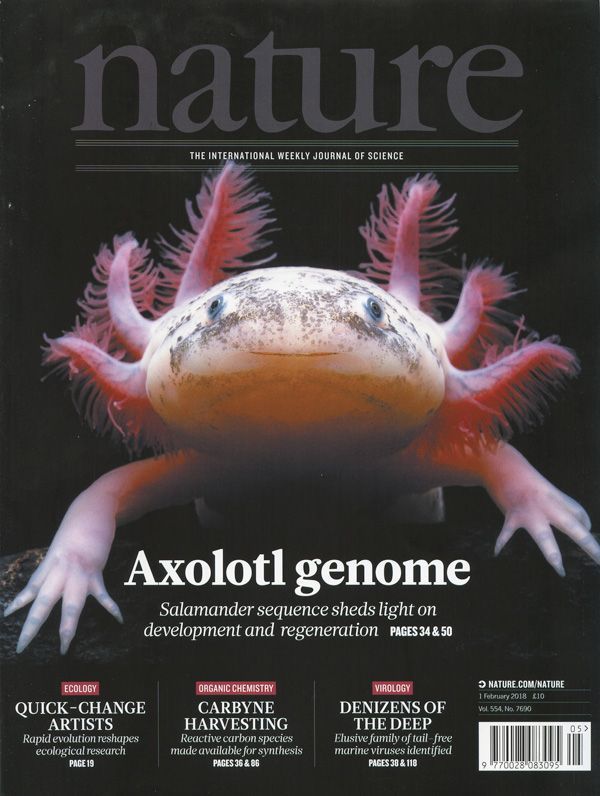 nature
THE INTERNATIONAL WEEKLY JOURNAL OF SCIENCE
Axolotl genome
Salamander sequence sheds light on
development and regeneration PAGES 34 & 50
ECOLOGY
QUICK-CHANGE
ARTISTS
Rapid evolution reshapes
ecological research
PAGE 19
ORGANIC CHEMISTRY
CARBYNE
HARVESTING
Reactive carbon species
made available for synthesis
PAGES 36 & 86
VIROLOGY
DENIZENS OF
THE DEEP
Elusive family of tail-free
marine viruses identified
PAGES 38 & 118
NATURE.COM/NATURE
1 February 2018 £10
Vol. 554, No. 7690
05
9 770028 083095